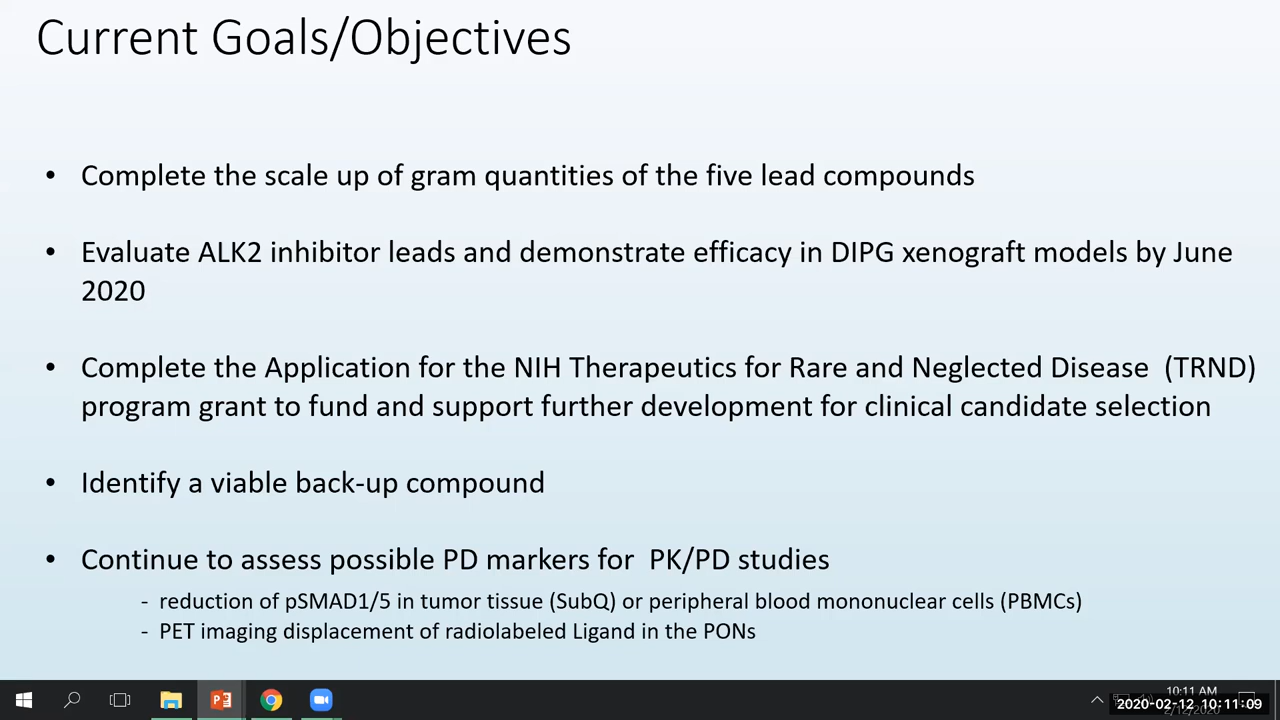 Current Goals/Objectives
• Complete the scale up of gram quantities of the five lead compounds
• Evaluate ALK2 inhibitor leads and demonstrate efficacy in DIPG xenograft models by June
2020
• Complete the Application for the NIH Therapeutics for Rare and Neglected Disease (TRND)
program grant to fund and support further development for clinical candidate selection
• Identify a viable back-up compound
• Continue to assess possible PD markers for PK/PD studies
- reduction of pSMAD1/5 in tumor tissue (SubQ) or peripheral blood mononuclear cells (PBMCs)
- PET imaging displacement of radiolabeled Ligand in the PONs
10:11 AM
2020-02-12 10:11:09
2/12/2020